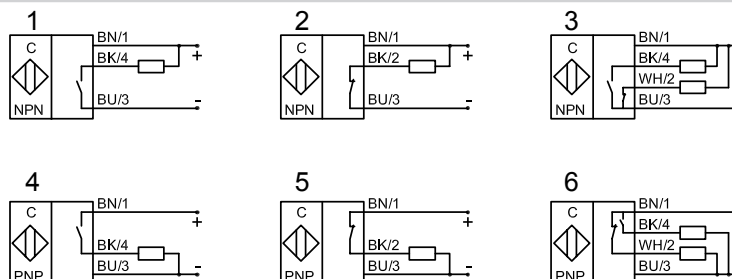 1
BN/1
C
BK/4
+
NPN
BU/3
-
2
BN/1
C
BK/2
+
NPN
BU/3
-
3
BN/1
C
BK/4
WH/2
NPN
BU/3
4
BN/1
C
+
BK/4
PNP
BU/3
-
5
BN/1
C
+
BK/2
PNP
BU/3
-
6
BN/1
C
BK/4
WH/2
PNP
BU/3